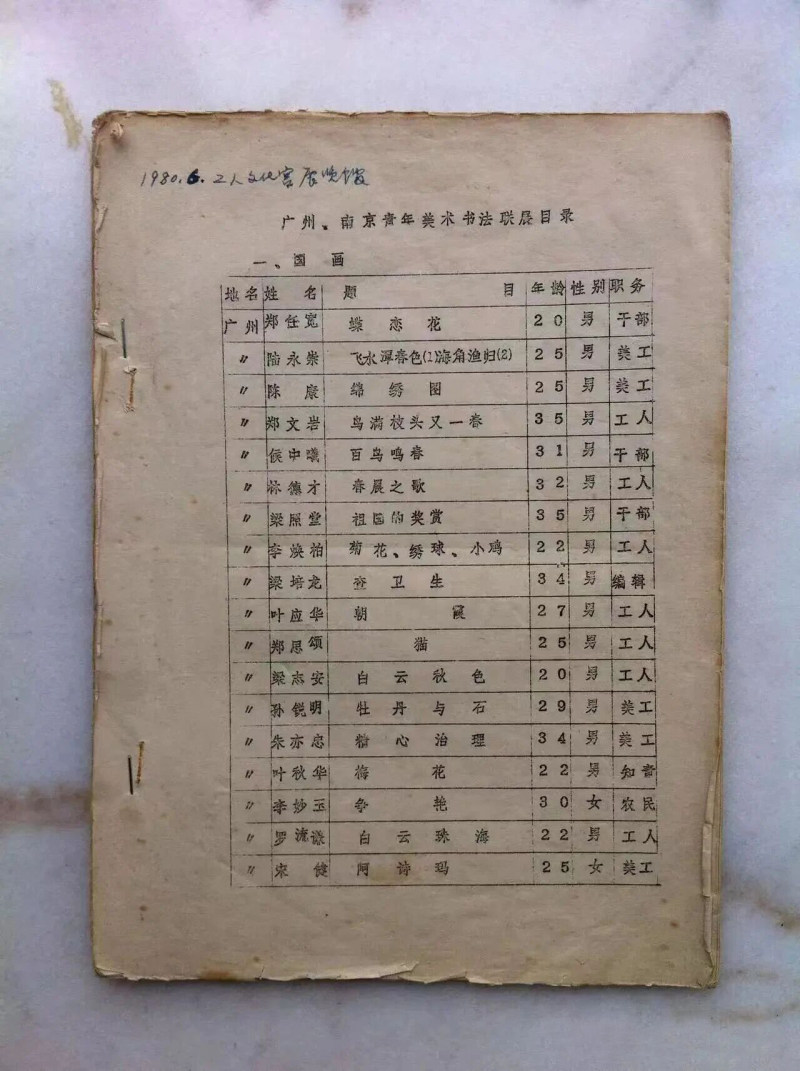 1980.6. 工人文化宫展览馆
广州、南京青年美术书法联展目录
一、国画
地名 姓名 题目 年龄 性别 职务
广州 郑任宽 蝶恋花 20 男 干部
〃 陆永崇 飞水潭春色(1)海角渔归(2) 25 男 美工
〃 陈康 锦绣图 25 男 美工
〃 郑文岩 鸟满枝头又一春 35 男 工人
〃 侯中曦 百鸟鸣春 31 男 干部
〃 林德才 春晨之歌 32 男 工人
〃 梁照堂 祖国的奖赏 35 男 干部
〃 李焕柏 菊花、绣球、小鸡 22 男 工人
〃 梁培龙 查卫生 34 男 编辑
〃 叶应华 朝霞 27 男 工人
〃 郑思颂 猫 25 男 工人
〃 梁志安 白云秋色 20 男 工人
〃 孙锐明 牡丹与石 29 男 美工
〃 朱亦忠 精心治理 34 男 美工
〃 叶秋华 梅花 22 男 知青
〃 李妙玉 争艳 30 女 农民
〃 罗流谦 白云珠海 22 男 工人
〃 宋健 阿诗玛 25 女 美工